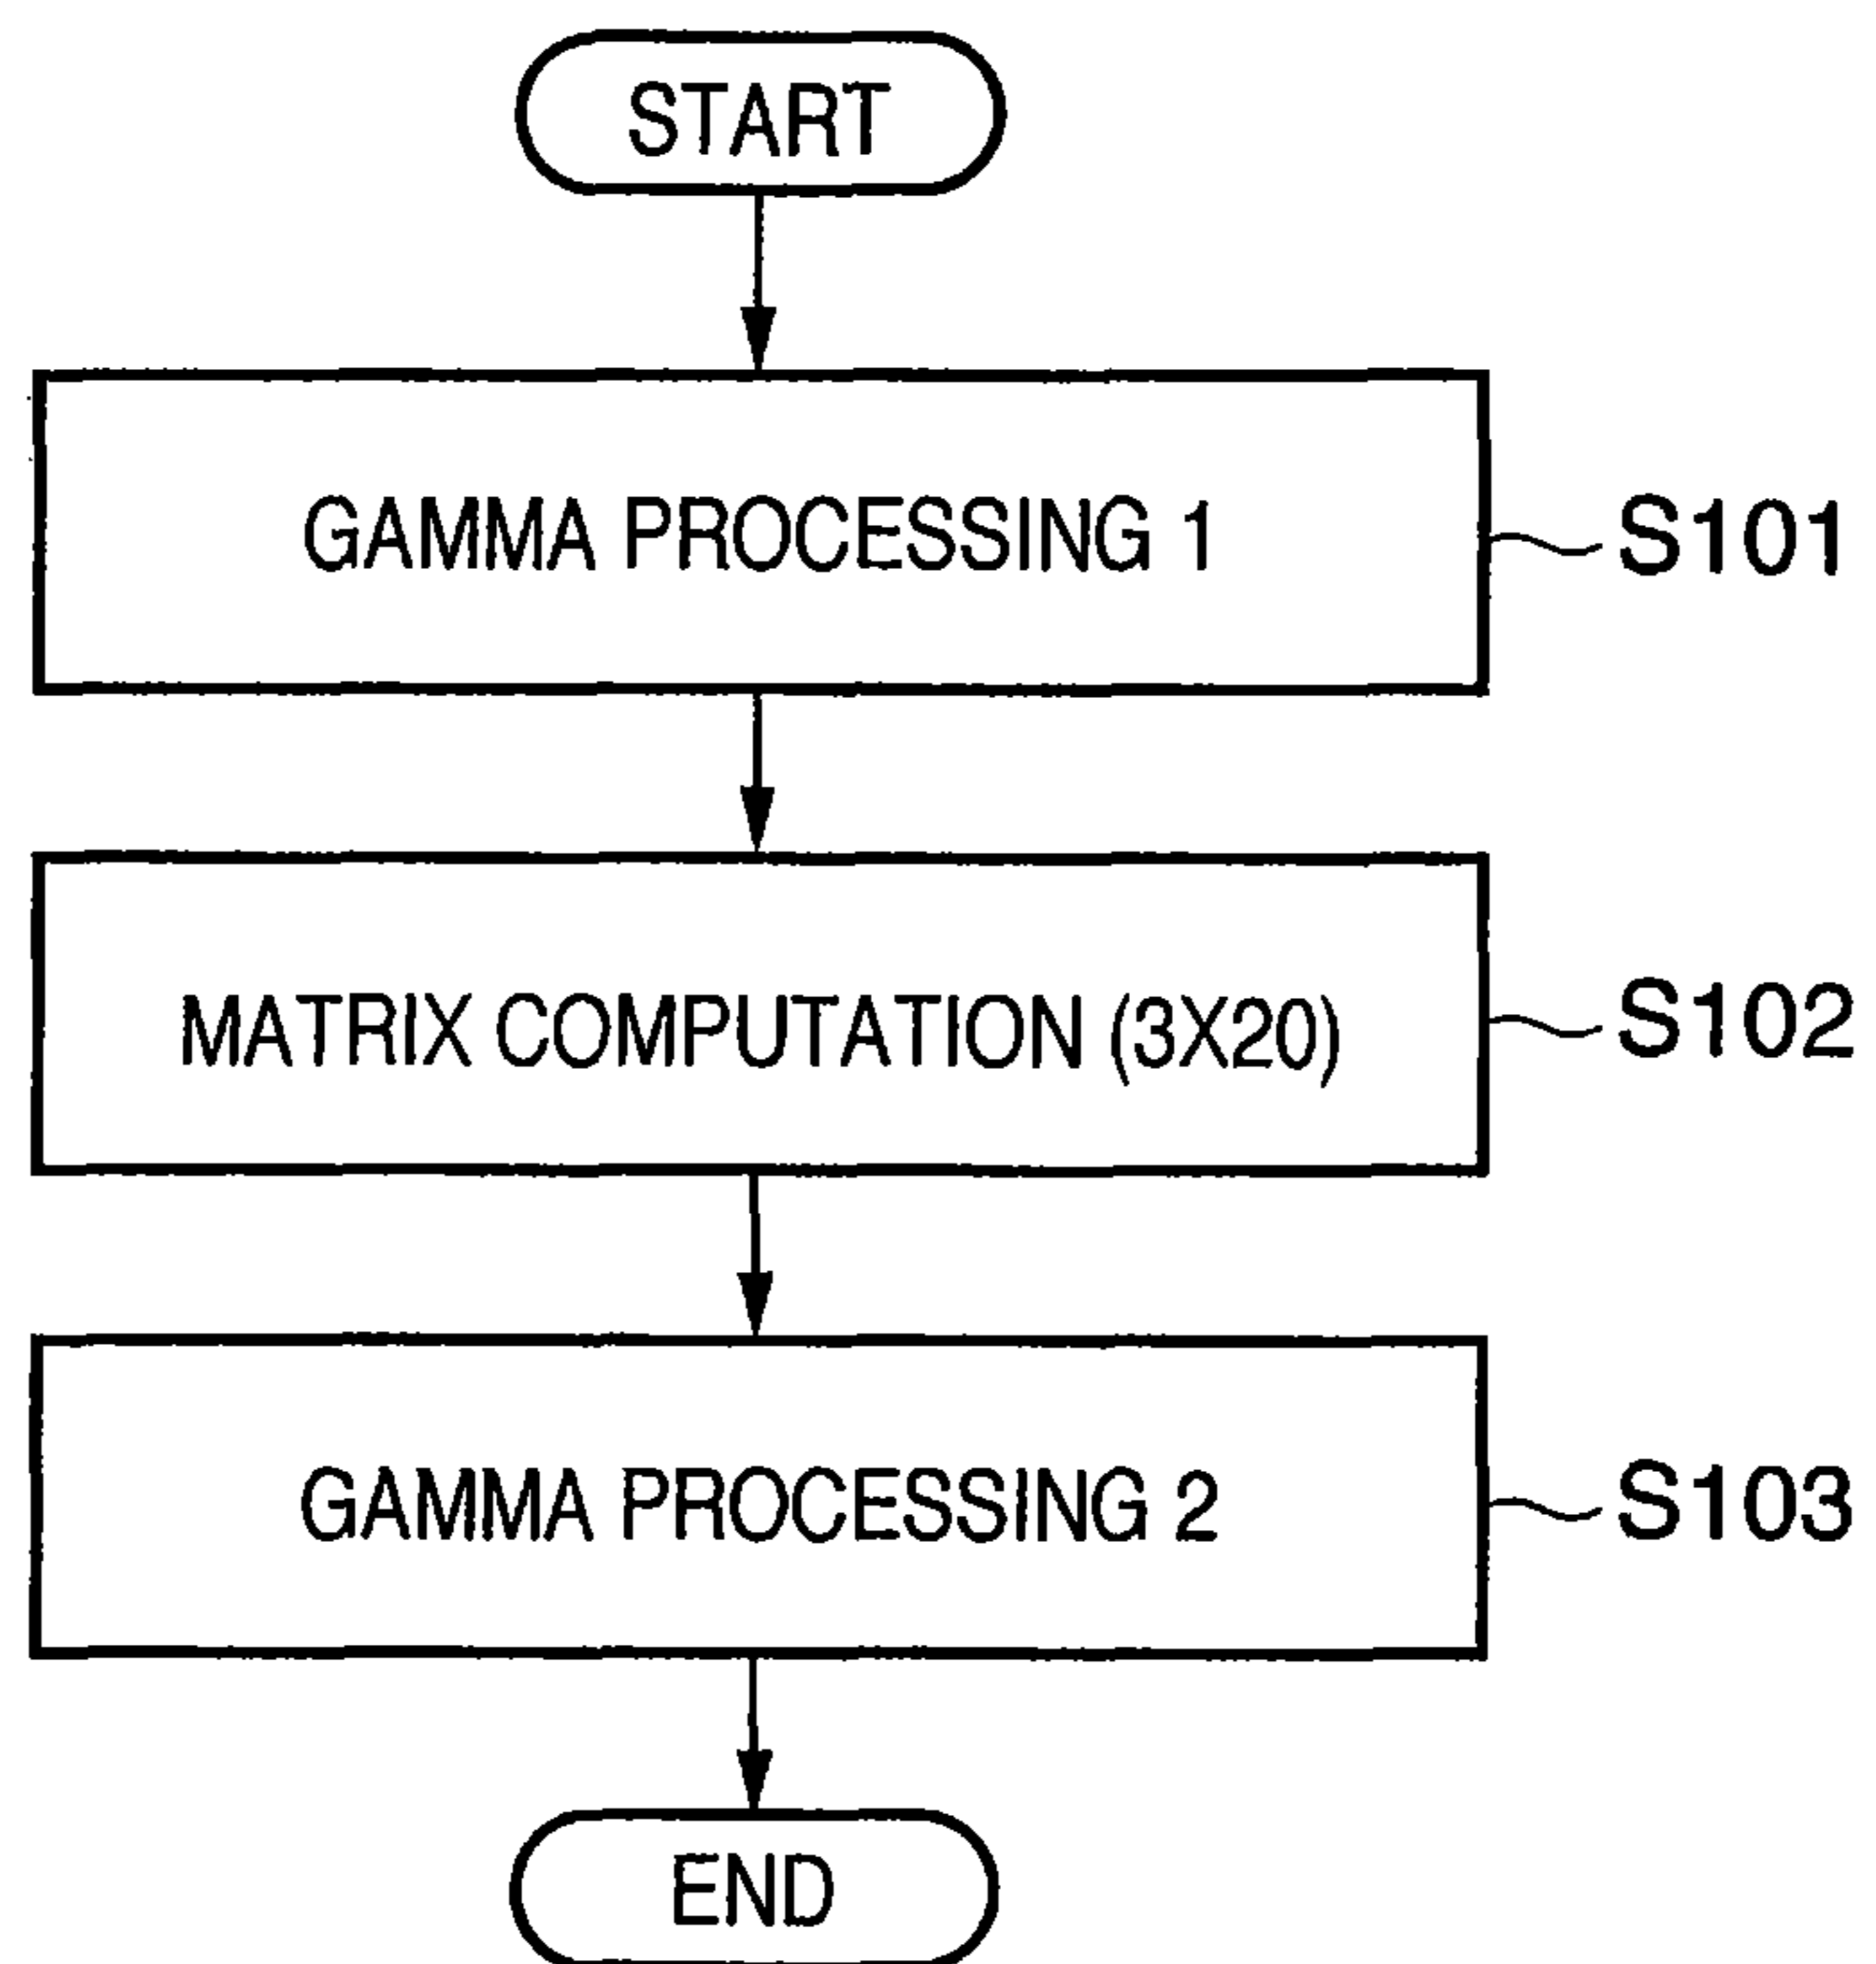 START
GAMMA PROCESSING 1
S101
MATRIX COMPUTATION (3X20)
S102
GAMMA PROCESSING 2
S103
END